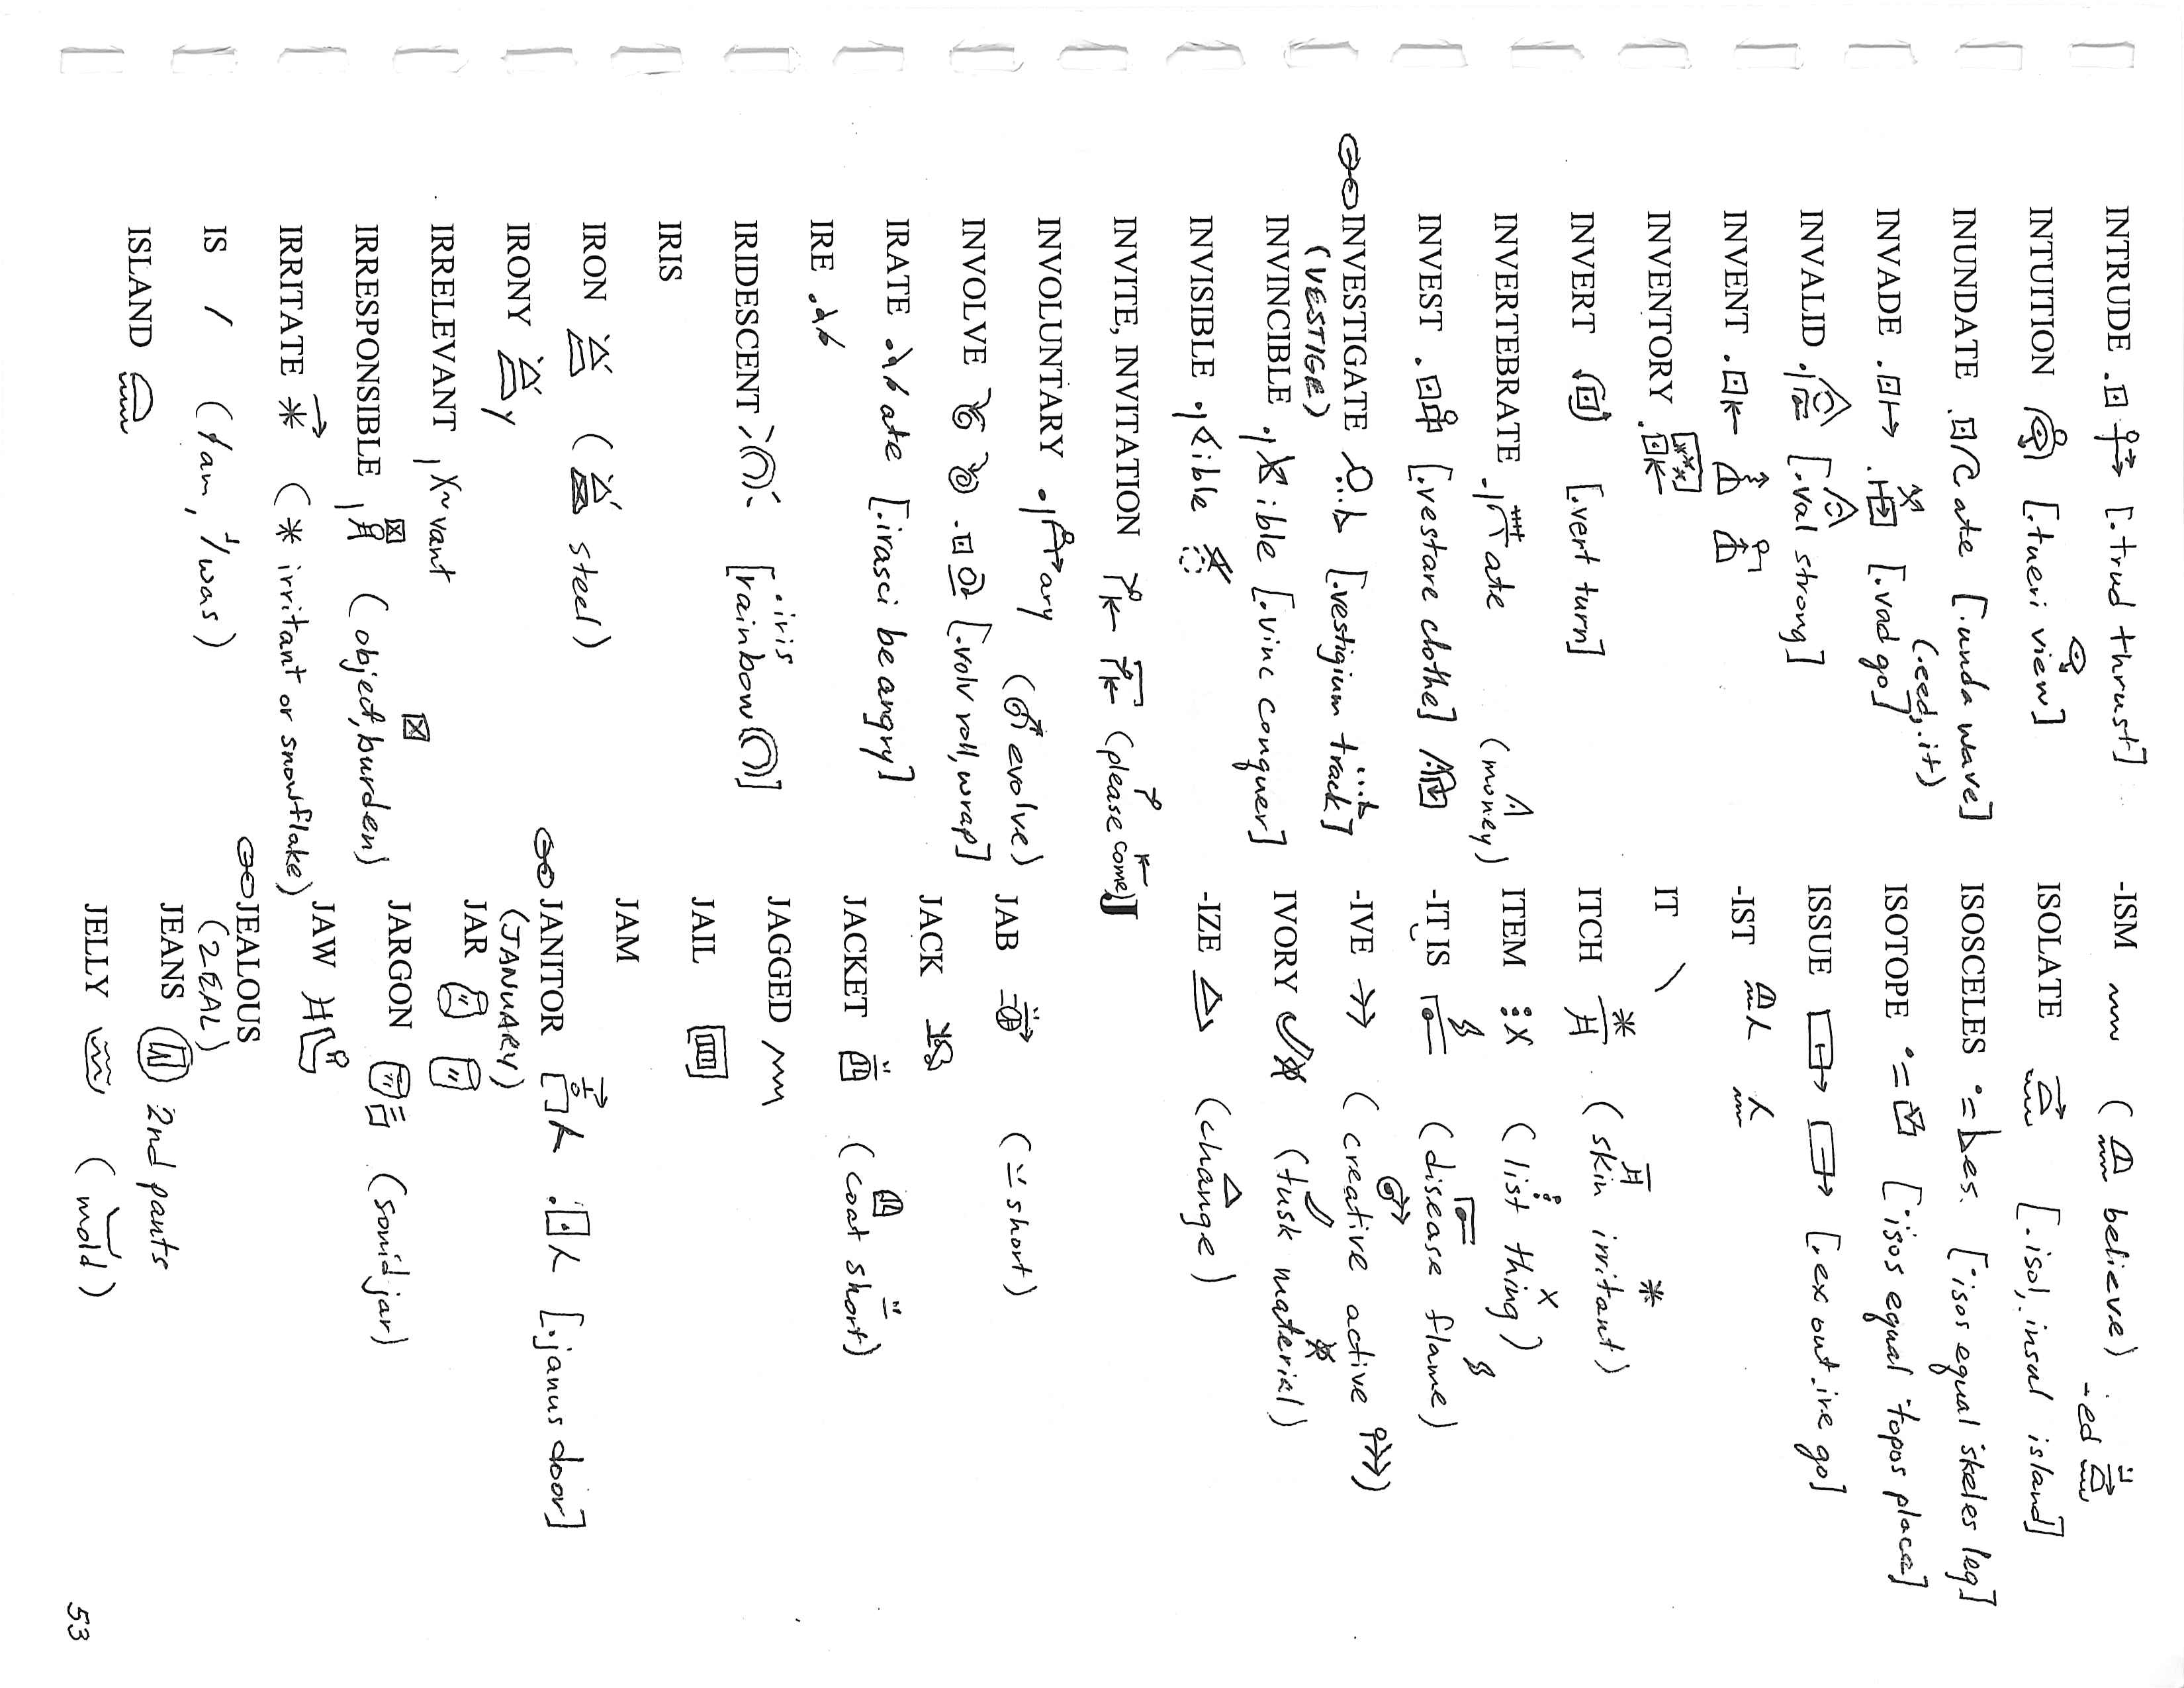 INTRUDE [.trud thrust]
INTUITION [.tueri view]
INUNDATE ate [.unda wave]
(.ced, .it)
INVADE [.vad go]
INVALID [.val strong]
INVENT
INVENTORY
INVERT [.vert turn]
INVERTEBRATE ate
(money)
INVEST [.vestare clothe]
INVESTIGATE [.vestigium track]
(VESTIGE)
INVINCIBLE ible [.vinc conquer]
INVISIBLE ible
INVITE, INVITATION (please come)
INVOLUNTARY ary
(evolve)
INVOLVE [.volv roll, wrap]
IRATE ate [.irasci be angry]
IRE
IRIDESCENT [rainbow]
iris
IRIS
IRON (steel)
IRONY y
IRRELEVANT vant
IRRESPONSIBLE (object, burden)
IRRITATE (* irritant or snowflake)
IS / (/am, /was)
ISLAND
-ISM (believe)
-ed
ISOLATE [.isol, .insul island]
ISOSCELES es. [isos equal skeles leg]
ISOTOPE [isos equal topos place]
ISSUE [.ex out .ire go]
-IST
IT \
ITCH (skin irritant)
ITEM (list thing)
-ITIS (disease flame)
-IVE (creative active)
IVORY (tusk material)
-IZE (change)
J
JAB (short)
JACK
JACKET (coat short)
JAGGED
JAIL
JAM
JANITOR [.janus door]
(JANUARY)
JAR
JARGON (sound jar)
JAW
JEALOUS
(ZEAL)
JEANS 2nd pants
JELLY (mold)
53